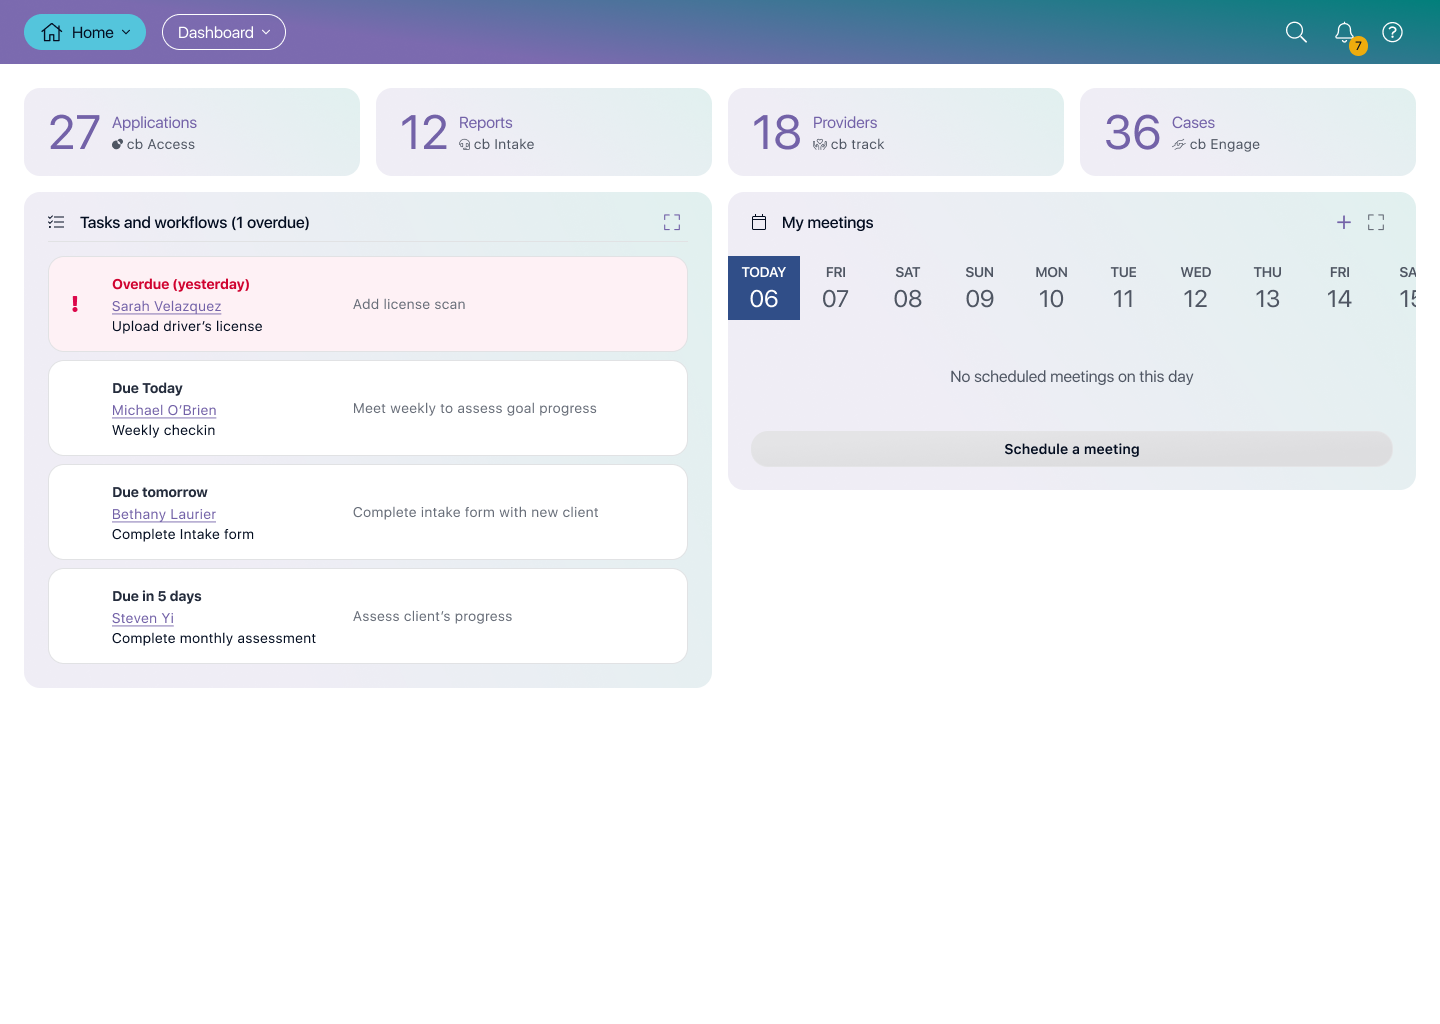 Home
Dashboard
7
27
Applications
cb Access
12
Reports
cb Intake
18
Providers
cb track
36
Cases
cb Engage
Tasks and workflows (1 overdue)
Overdue (yesterday)
Sarah Velazquez
Upload driver’s license
Add license scan
Due Today
Michael O’Brien
Weekly checkin
Meet weekly to assess goal progress
Due tomorrow
Bethany Laurier
Complete Intake form
Complete intake form with new client
Due in 5 days
Steven Yi
Complete monthly assessment
Assess client’s progress
My meetings
TODAY FRI SAT SUN MON TUE WED THU FRI SA
06 07 08 09 10 11 12 13 14 15
No scheduled meetings on this day
Schedule a meeting